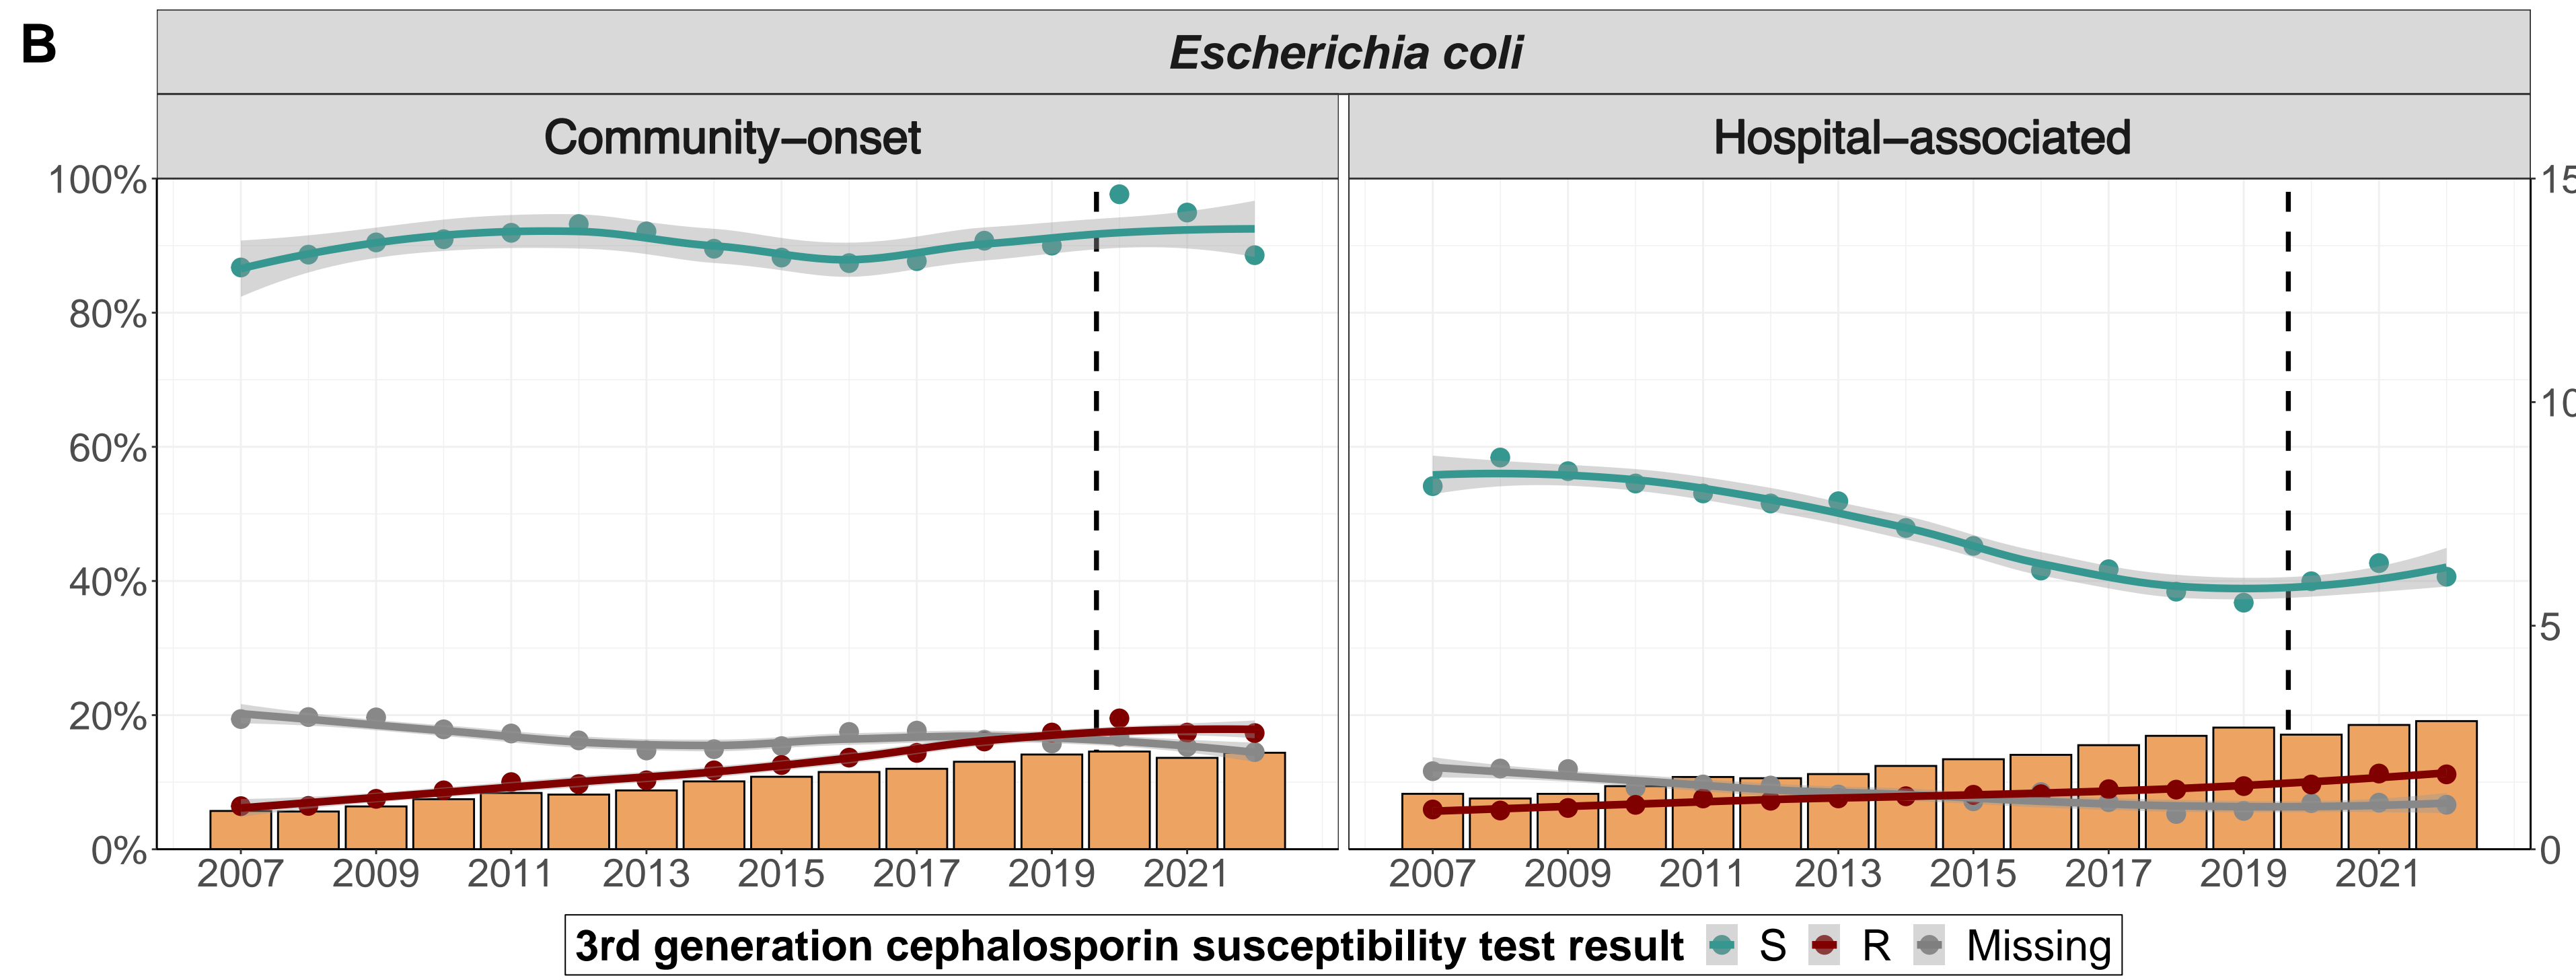 B
Escherichia coli
Community–onset
Hospital–associated
100%
80%
60%
40%
20%
0%
15
10
5
0
2007 2009 2011 2013 2015 2017 2019 2021
2007 2009 2011 2013 2015 2017 2019 2021
3rd generation cephalosporin susceptibility test result S R Missing